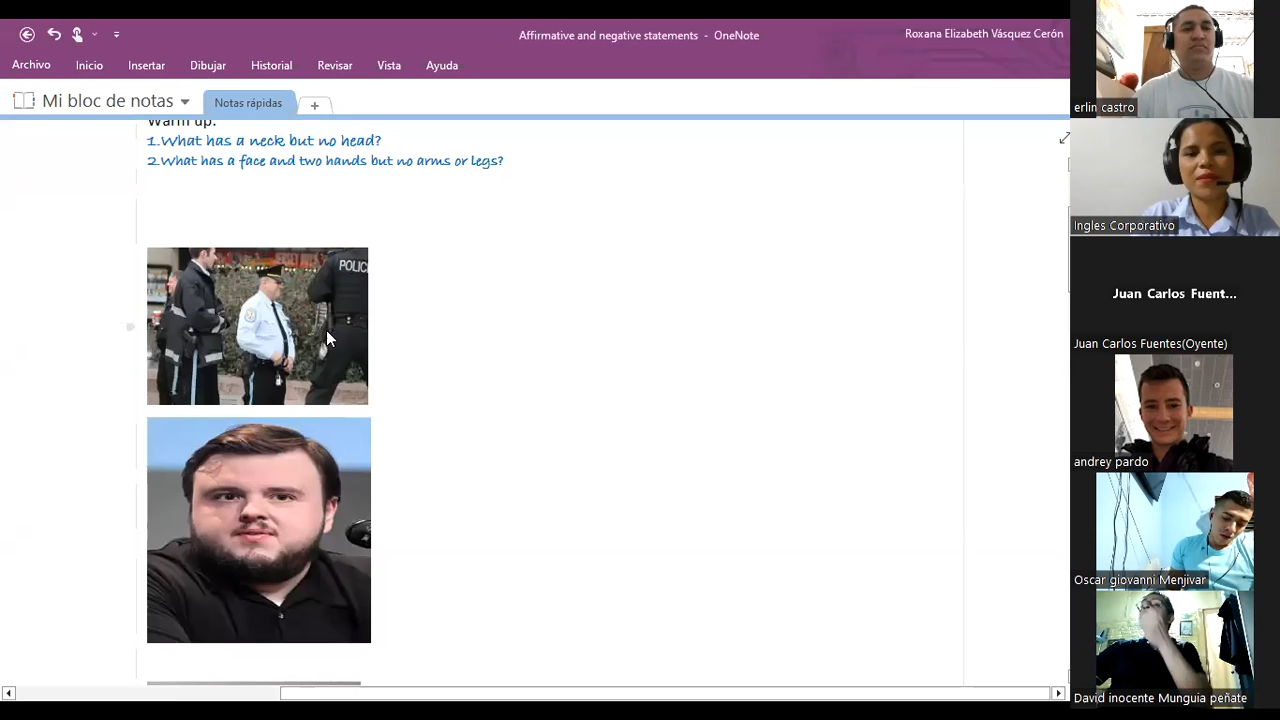 Affirmative and negative statements - OneNote
Roxana Elizabeth Vásquez Cerón
Archivo Inicio Insertar Dibujar Historial Revisar Vista Ayuda
Mi bloc de notas Notas rápidas
Warm up:
1.What has a neck but no head?
2.What has a face and two hands but no arms or legs?
POLIC
erlin castro
Ingles Corporativo
Juan Carlos Fuent...
Juan Carlos Fuentes(Oyente)
andrey pardo
Oscar giovanni Menjivar
David inocente Munguia peñate